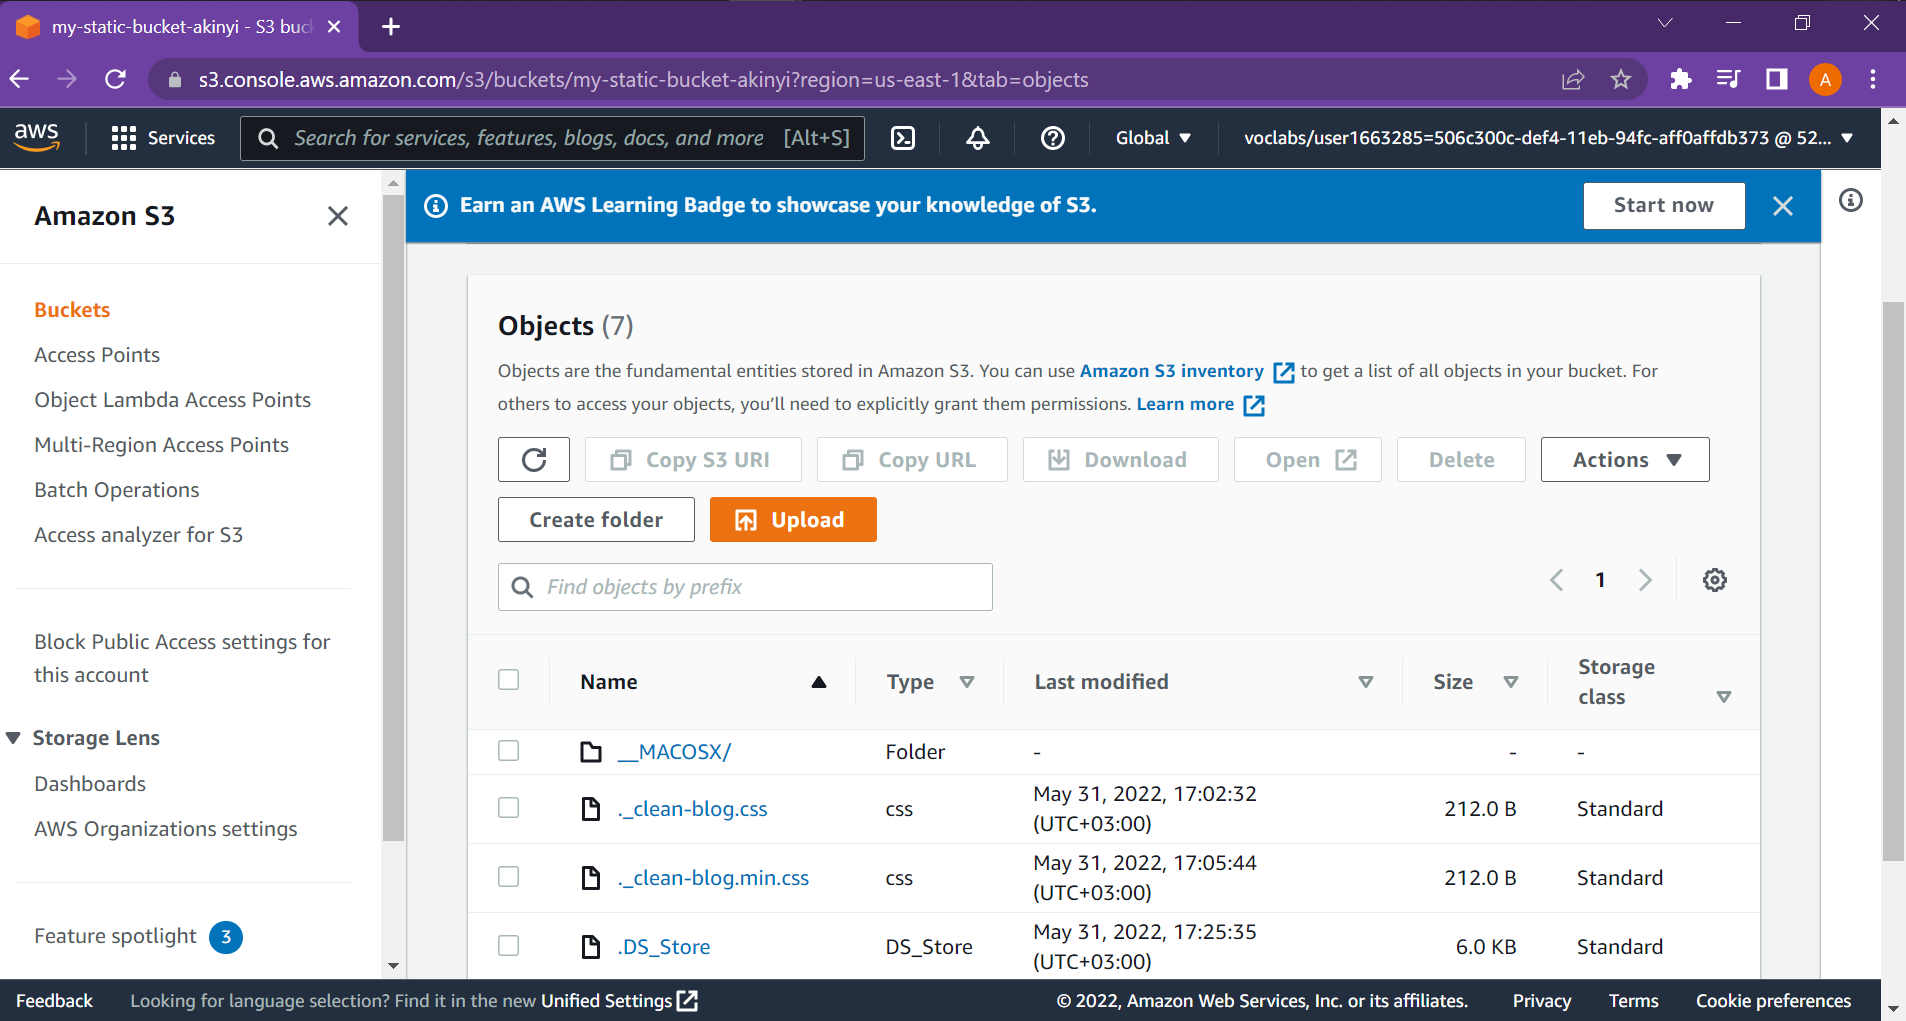 my-static-bucket-akinyi - S3 buc
s3.console.aws.amazon.com/s3/buckets/my-static-bucket-akinyi?region=us-east-1&tab=objects
A
aws
Services
Search for services, features, blogs, docs, and more [Alt+S]
Global
voclabs/user1663285=506c300c-def4-11eb-94fc-aff0affdb373 @ 52...
Amazon S3
Buckets
Access Points
Object Lambda Access Points
Multi-Region Access Points
Batch Operations
Access analyzer for S3
Block Public Access settings for
this account
Storage Lens
Dashboards
AWS Organizations settings
Feature spotlight 3
Earn an AWS Learning Badge to showcase your knowledge of S3.
Start now
Objects (7)
Objects are the fundamental entities stored in Amazon S3. You can use Amazon S3 inventory to get a list of all objects in your bucket. For
others to access your objects, you'll need to explicitly grant them permissions. Learn more
Copy S3 URI Copy URL Download Open Delete Actions
Create folder Upload
Find objects by prefix
1
Name Type Last modified Size Storage class
__MACOSX/ Folder - - -
._clean-blog.css css May 31, 2022, 17:02:32 (UTC+03:00) 212.0 B Standard
._clean-blog.min.css css May 31, 2022, 17:05:44 (UTC+03:00) 212.0 B Standard
.DS_Store DS_Store May 31, 2022, 17:25:35 (UTC+03:00) 6.0 KB Standard
Feedback Looking for language selection? Find it in the new Unified Settings
© 2022, Amazon Web Services, Inc. or its affiliates. Privacy Terms Cookie preferences